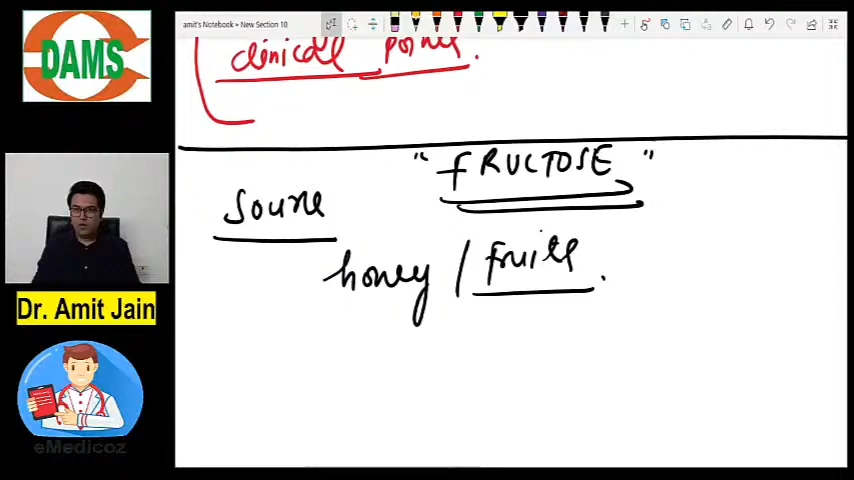 amit's Notebook > New Section 10
DAMS
clinical points.
"FRUCTOSE"
Source
honey / fruits.
Dr. Amit Jain
eMedicoz